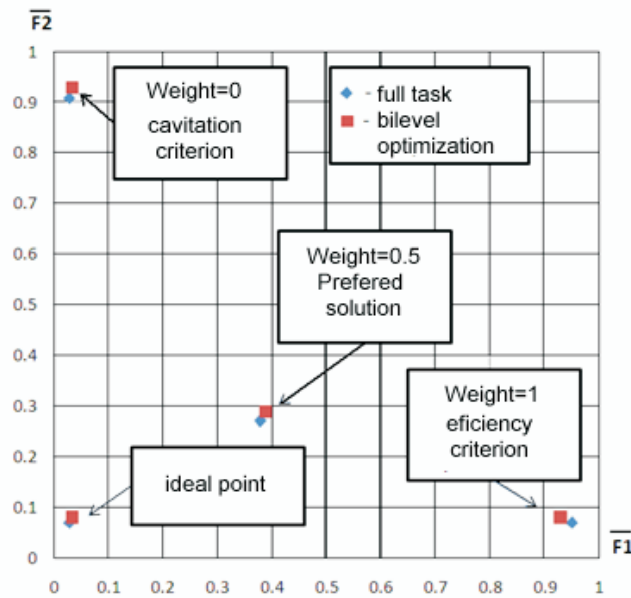 F2
1
0.9
0.8
0.7
0.6
0.5
0.4
0.3
0.2
0.1
0
Weight=0
cavitation
criterion
- full task
- bilevel
optimization
Weight=0.5
Prefered
solution
Weight=1
eficiency
criterion
ideal point
F1
0 0.1 0.2 0.3 0.4 0.5 0.6 0.7 0.8 0.9 1